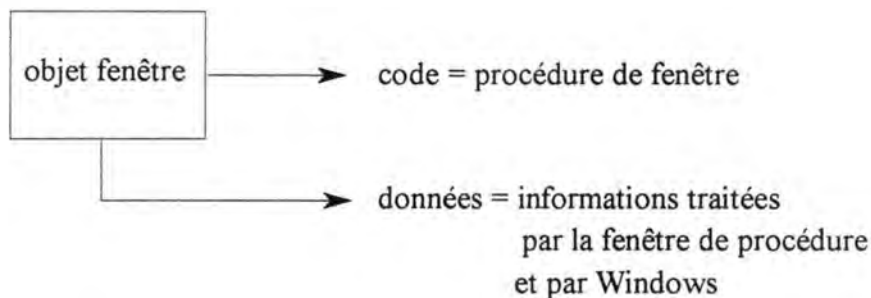 objet fenêtre
code = procédure de fenêtre
données = informations traitées
par la fenêtre de procédure
et par Windows